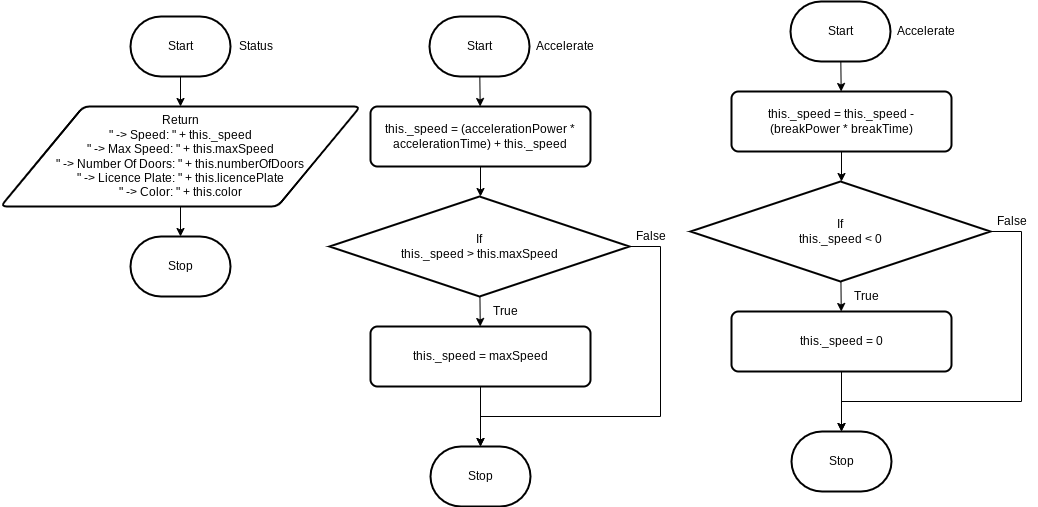 Start
Status
Return
" -> Speed: " + this._speed
" -> Max Speed: " + this.maxSpeed
" -> Number Of Doors: " + this.numberOfDoors
" -> Licence Plate: " + this.licencePlate
" -> Color: " + this.color
Stop
Start
Accelerate
this._speed = (accelerationPower *
accelerationTime) + this._speed
If
this._speed > this.maxSpeed
False
True
this._speed = maxSpeed
Stop
Start
Accelerate
this._speed = this._speed -
(breakPower * breakTime)
If
this._speed < 0
False
True
this._speed = 0
Stop